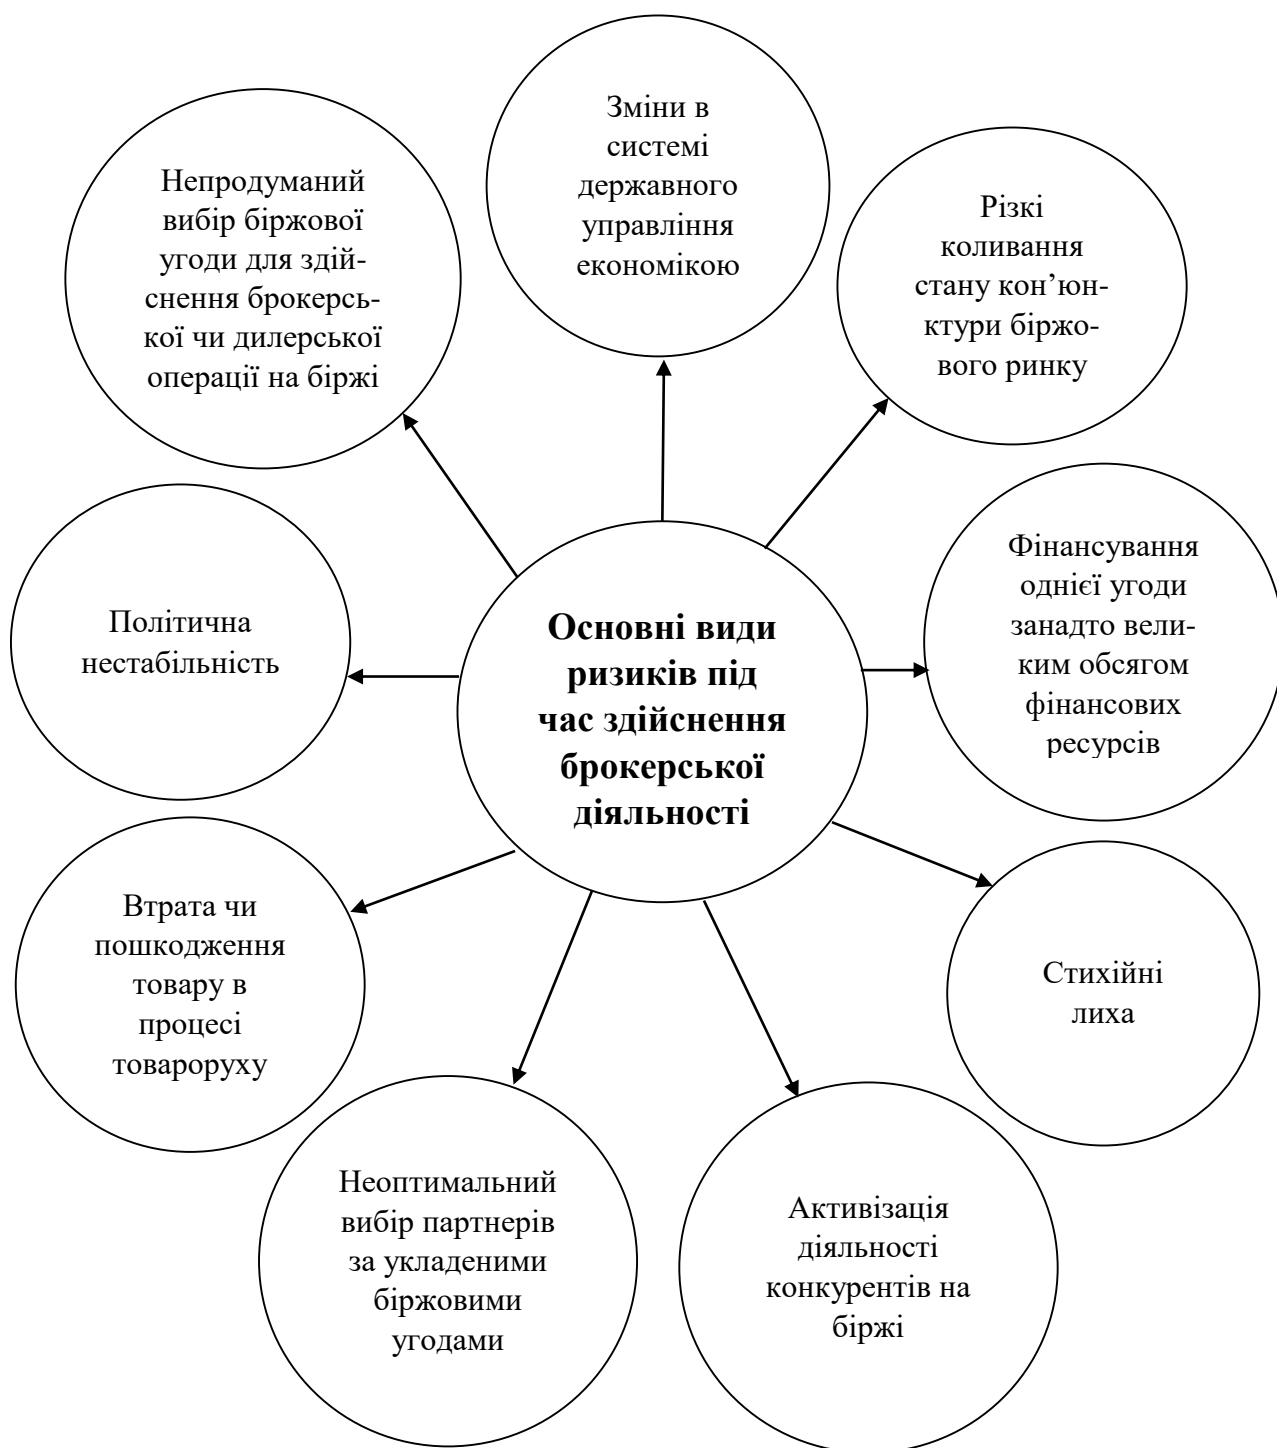 Зміни в
системі
державного
управління
економікою
Непродуманий
вибір біржової
угоди для здій-
снення брокерсь-
кої чи дилерської
операції на біржі
Різкі
коливання
стану кон’юн-
ктури біржо-
вого ринку
Політична
нестабільність
Основні види
ризиків під
час здійснення
брокерської
діяльності
Фінансування
однієї угоди
занадто вели-
ким обсягом
фінансових
ресурсів
Втрата чи
пошкодження
товару в
процесі
товароруху
Стихійні
лиха
Неоптимальний
вибір партнерів
за укладеними
біржовими
угодами
Активізація
діяльності
конкурентів на
біржі